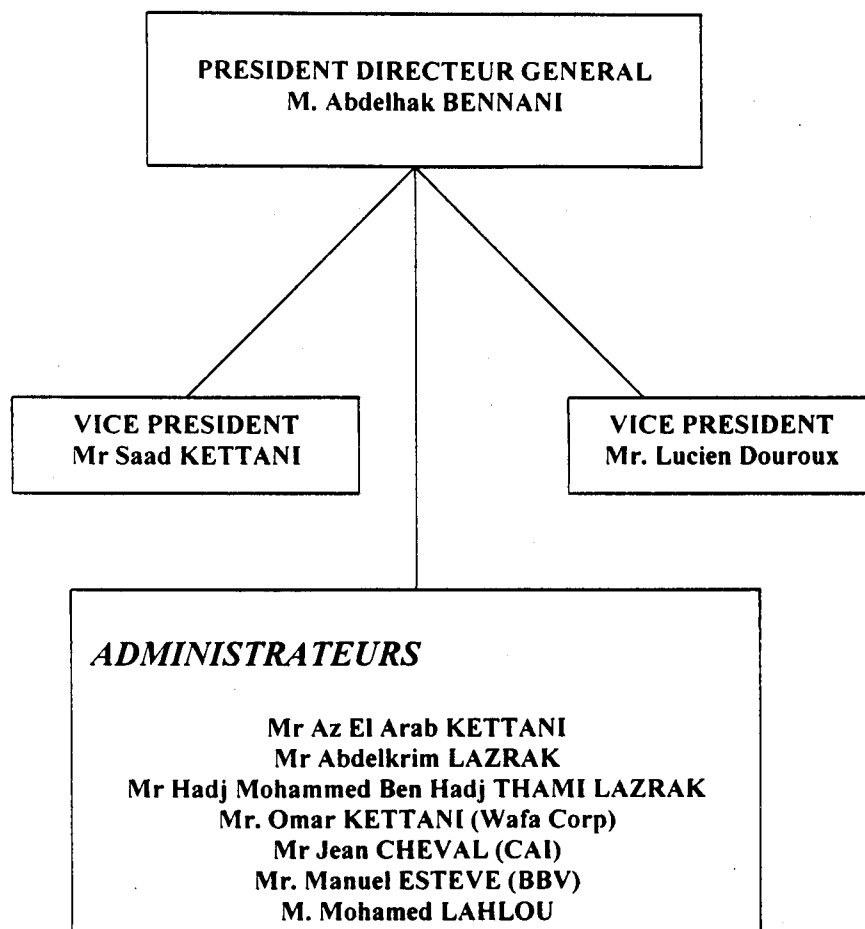 PRESIDENT DIRECTEUR GENERAL
M. Abdelhak BENNANI
VICE PRESIDENT
Mr Saad KETTANI
VICE PRESIDENT
Mr. Lucien Douroux
ADMINISTRATEURS
Mr Az El Arab KETTANI
Mr Abdelkrim LAZRAK
Mr Hadj Mohammed Ben Hadj THAMI LAZRAK
Mr. Omar KETTANI (Wafa Corp)
Mr Jean CHEVAL (CAI)
Mr. Manuel ESTEVE (BBV)
M. Mohamed LAHLOU